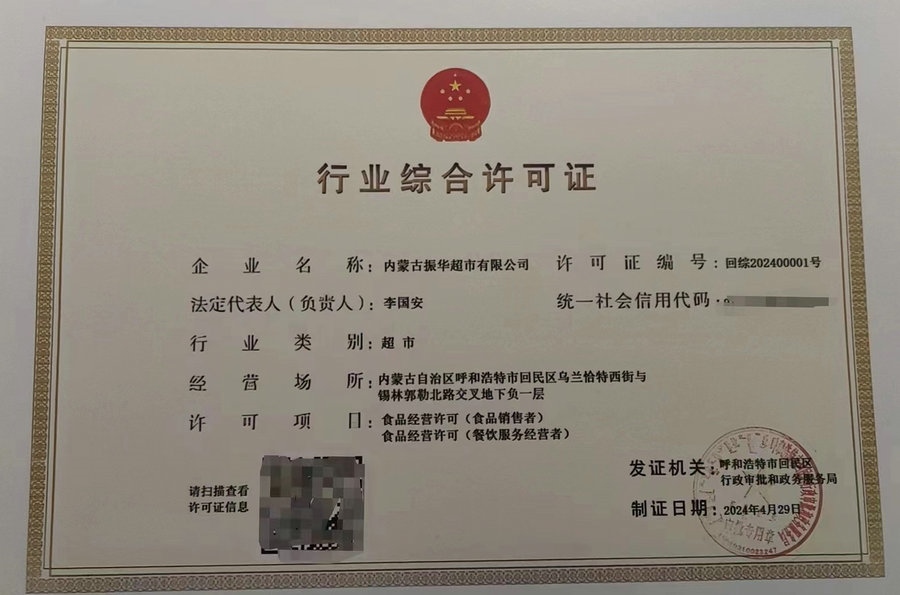 行业综合许可证
企业名称：内蒙古振华超市有限公司 许可证编号：回综202400001号
法定代表人（负责人）：李国安 统一社会信用代码
行业类别：超市
经营场所：内蒙古自治区呼和浩特市回民区乌兰恰特西街与
锡林郭勒北路交叉地下负一层
许可项目：食品经营许可（食品销售者）
食品经营许可（餐饮服务经营者）
请扫描查看
许可证信息
发证机关：呼和浩特市回民区
行政审批和政务服务局
制证日期：2024年4月29日